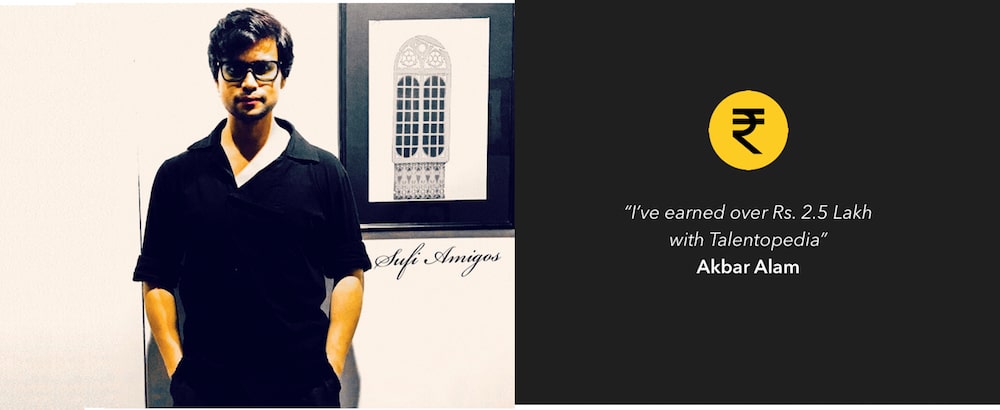 Sufi Amigos
₹
“I’ve earned over Rs. 2.5 Lakh
with Talentopedia”
Akbar Alam